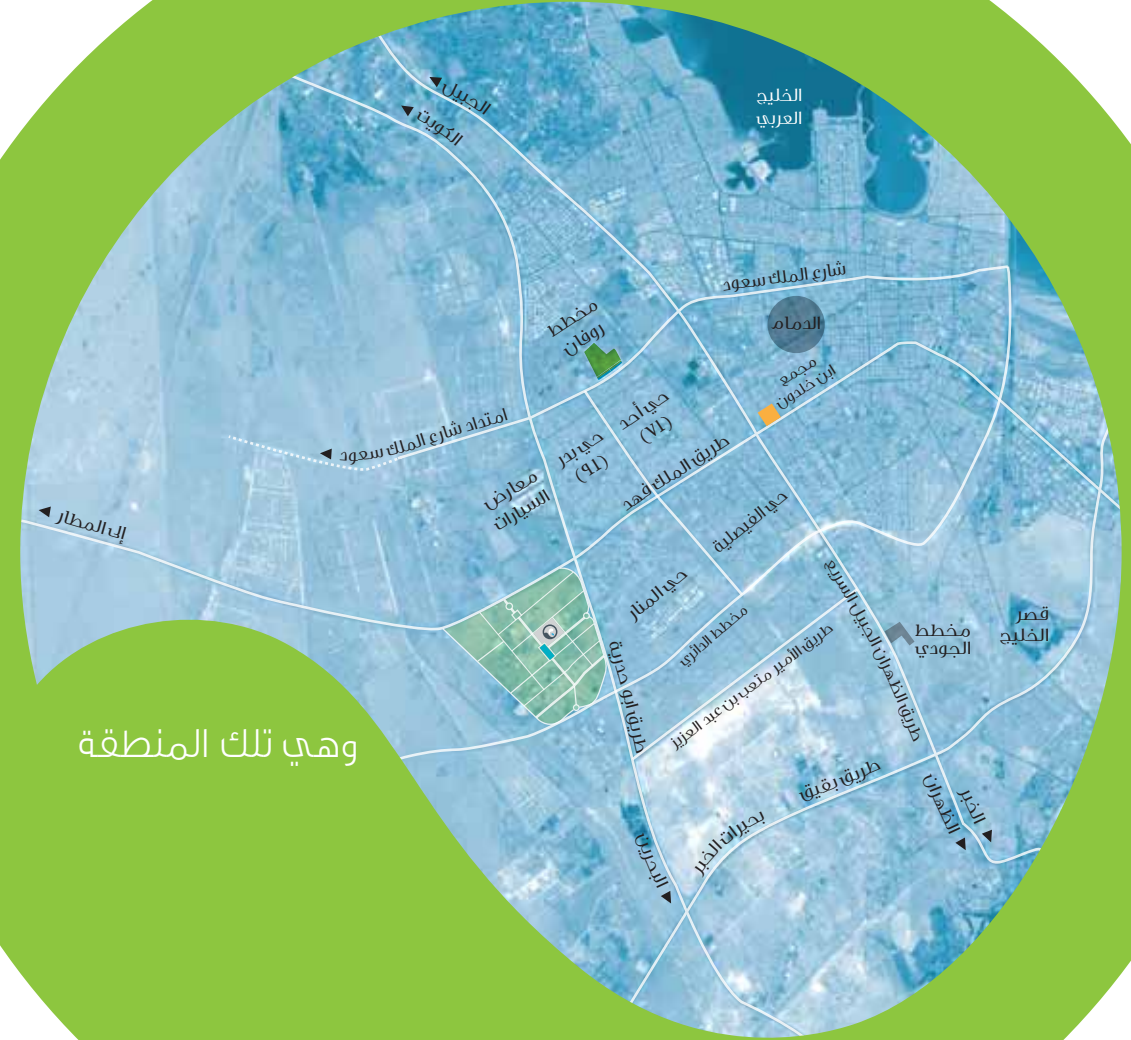 الخليج
العربي
الجبيل
الكويت
شارع الملك سعود
الدمام
مخطط
روفان
مجمع
ابن خلدون
حي أحد
(٧١)
حي بدر
(٩١)
امتداد شارع الملك سعود
طريق الملك فهد
معارض
السيارات
إلى المطار
حي الفيصلية
حي المنار
مخطط الدائري
طريق الظهران الجبيل السريع
قصر
الخليج
مخطط
الجودي
طريق الأمير متعب بن عبد العزيز
طريق ابو حدرية
وهي تلك المنطقة
طريق بقيق
بحيرات الخبر
الخبر
الظهران
البحرين